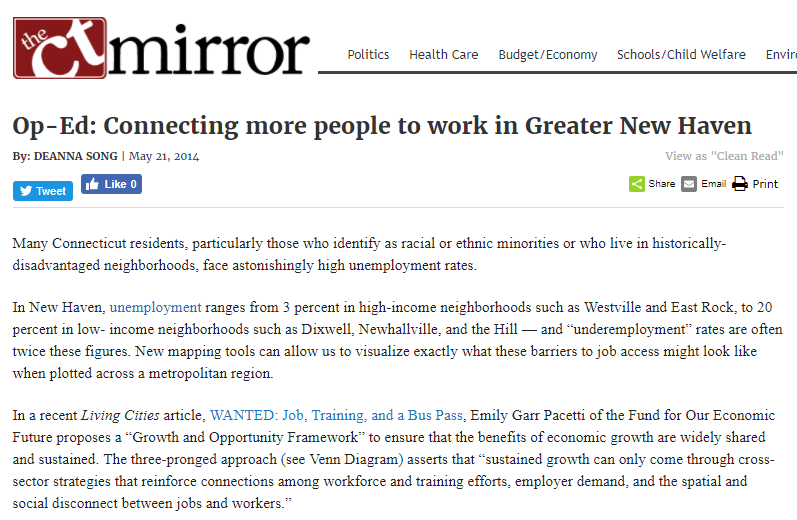 the ct mirror
Politics Health Care Budget/Economy Schools/Child Welfare Envir
Op-Ed: Connecting more people to work in Greater New Haven
By: DEANNA SONG | May 21, 2014 View as "Clean Read"
Tweet Like 0 Share Email Print
Many Connecticut residents, particularly those who identify as racial or ethnic minorities or who live in historically-
disadvantaged neighborhoods, face astonishingly high unemployment rates.
In New Haven, unemployment ranges from 3 percent in high-income neighborhoods such as Westville and East Rock, to 20
percent in low- income neighborhoods such as Dixwell, Newhallville, and the Hill — and “underemployment” rates are often
twice these figures. New mapping tools can allow us to visualize exactly what these barriers to job access might look like
when plotted across a metropolitan region.
In a recent Living Cities article, WANTED: Job, Training, and a Bus Pass, Emily Garr Pacetti of the Fund for Our Economic
Future proposes a “Growth and Opportunity Framework” to ensure that the benefits of economic growth are widely shared
and sustained. The three-pronged approach (see Venn Diagram) asserts that “sustained growth can only come through cross-
sector strategies that reinforce connections among workforce and training efforts, employer demand, and the spatial and
social disconnect between jobs and workers.”